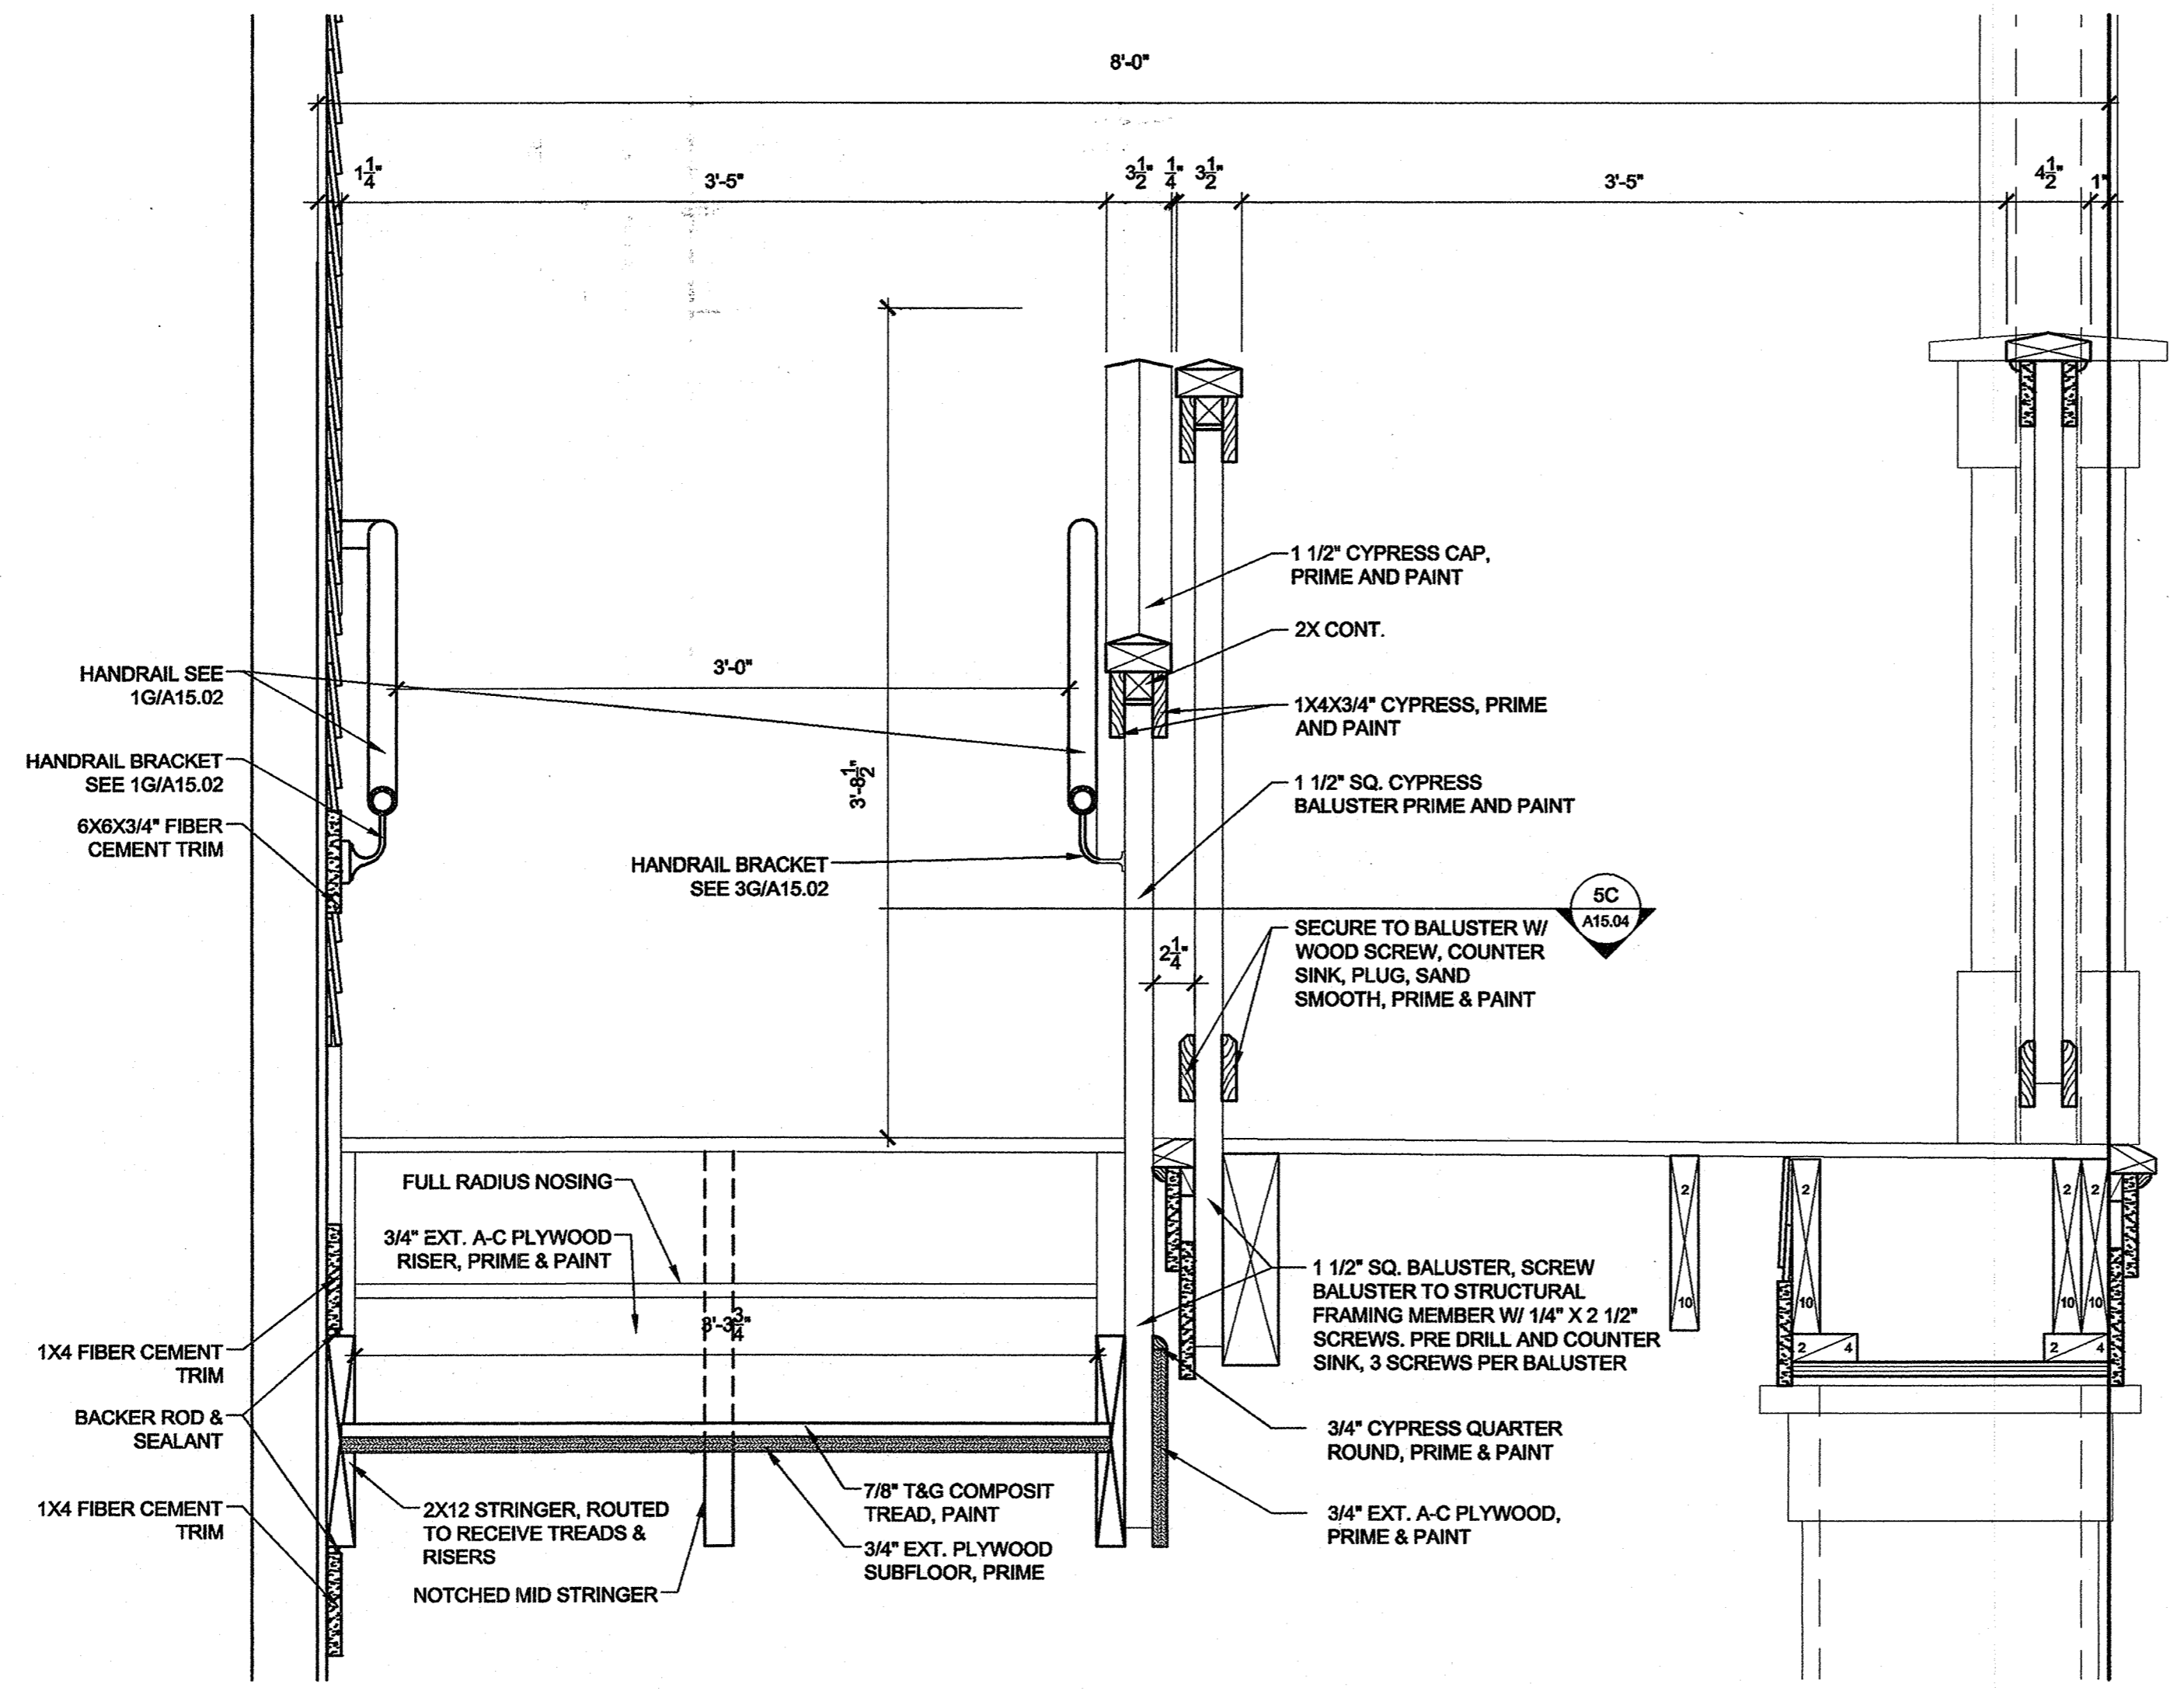 8'-0"
1 1/4"
3'-5"
3 1/2"
1/4"
3 1/2"
3'-5"
4 1/2"
1"
1 1/2" CYPRESS CAP,
PRIME AND PAINT
2X CONT.
HANDRAIL SEE
1G/A15.02
3'-0"
1X4X3/4" CYPRESS, PRIME
AND PAINT
HANDRAIL BRACKET
SEE 1G/A15.02
3'-8 1/2"
1 1/2" SQ. CYPRESS
BALUSTER PRIME AND PAINT
6X6X3/4" FIBER
CEMENT TRIM
HANDRAIL BRACKET
SEE 3G/A15.02
5C
A15.04
SECURE TO BALUSTER W/
WOOD SCREW, COUNTER
SINK, PLUG, SAND
SMOOTH, PRIME & PAINT
2 1/4"
FULL RADIUS NOSING
3/4" EXT. A-C PLYWOOD
RISER, PRIME & PAINT
2
10
2
10
2
10
2
10
2 4
2 4
1 1/2" SQ. BALUSTER, SCREW
BALUSTER TO STRUCTURAL
FRAMING MEMBER W/ 1/4" X 2 1/2"
SCREWS. PRE DRILL AND COUNTER
SINK, 3 SCREWS PER BALUSTER
3'-3 3/4"
1X4 FIBER CEMENT
TRIM
BACKER ROD &
SEALANT
3/4" CYPRESS QUARTER
ROUND, PRIME & PAINT
1X4 FIBER CEMENT
TRIM
2X12 STRINGER, ROUTED
TO RECEIVE TREADS &
RISERS
7/8" T&G COMPOSIT
TREAD, PAINT
3/4" EXT. A-C PLYWOOD,
PRIME & PAINT
3/4" EXT. PLYWOOD
SUBFLOOR, PRIME
NOTCHED MID STRINGER